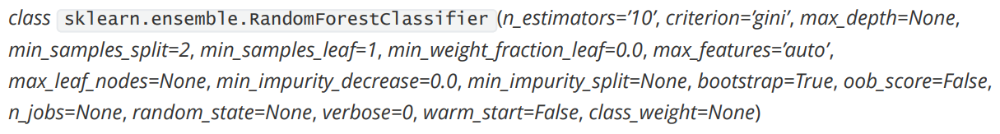 class sklearn.ensemble.RandomForestClassifier (n_estimators=’10’, criterion=’gini’, max_depth=None,
min_samples_split=2, min_samples_leaf=1, min_weight_fraction_leaf=0.0, max_features=’auto’,
max_leaf_nodes=None, min_impurity_decrease=0.0, min_impurity_split=None, bootstrap=True, oob_score=False,
n_jobs=None, random_state=None, verbose=0, warm_start=False, class_weight=None)